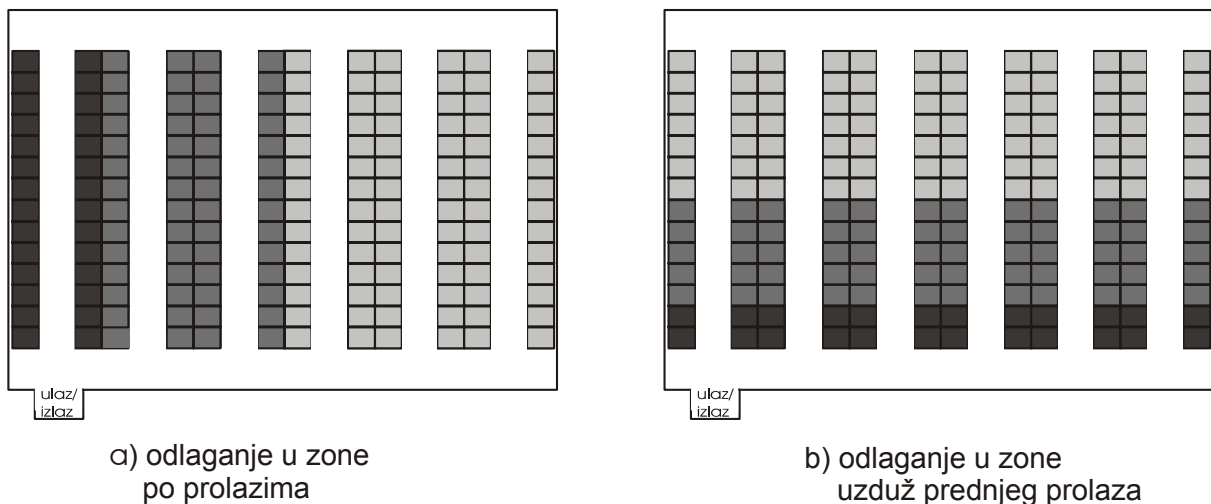 ulaz/
izlaz
a) odlaganje u zone
po prolazima
ulaz/
izlaz
b) odlaganje u zone
uzduž prednjeg prolaza